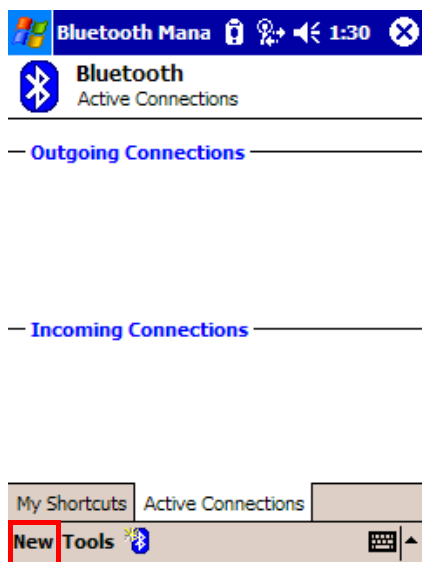 Bluetooth Mana 1:30
Bluetooth
Active Connections
Outgoing Connections
Incoming Connections
My Shortcuts Active Connections
New Tools